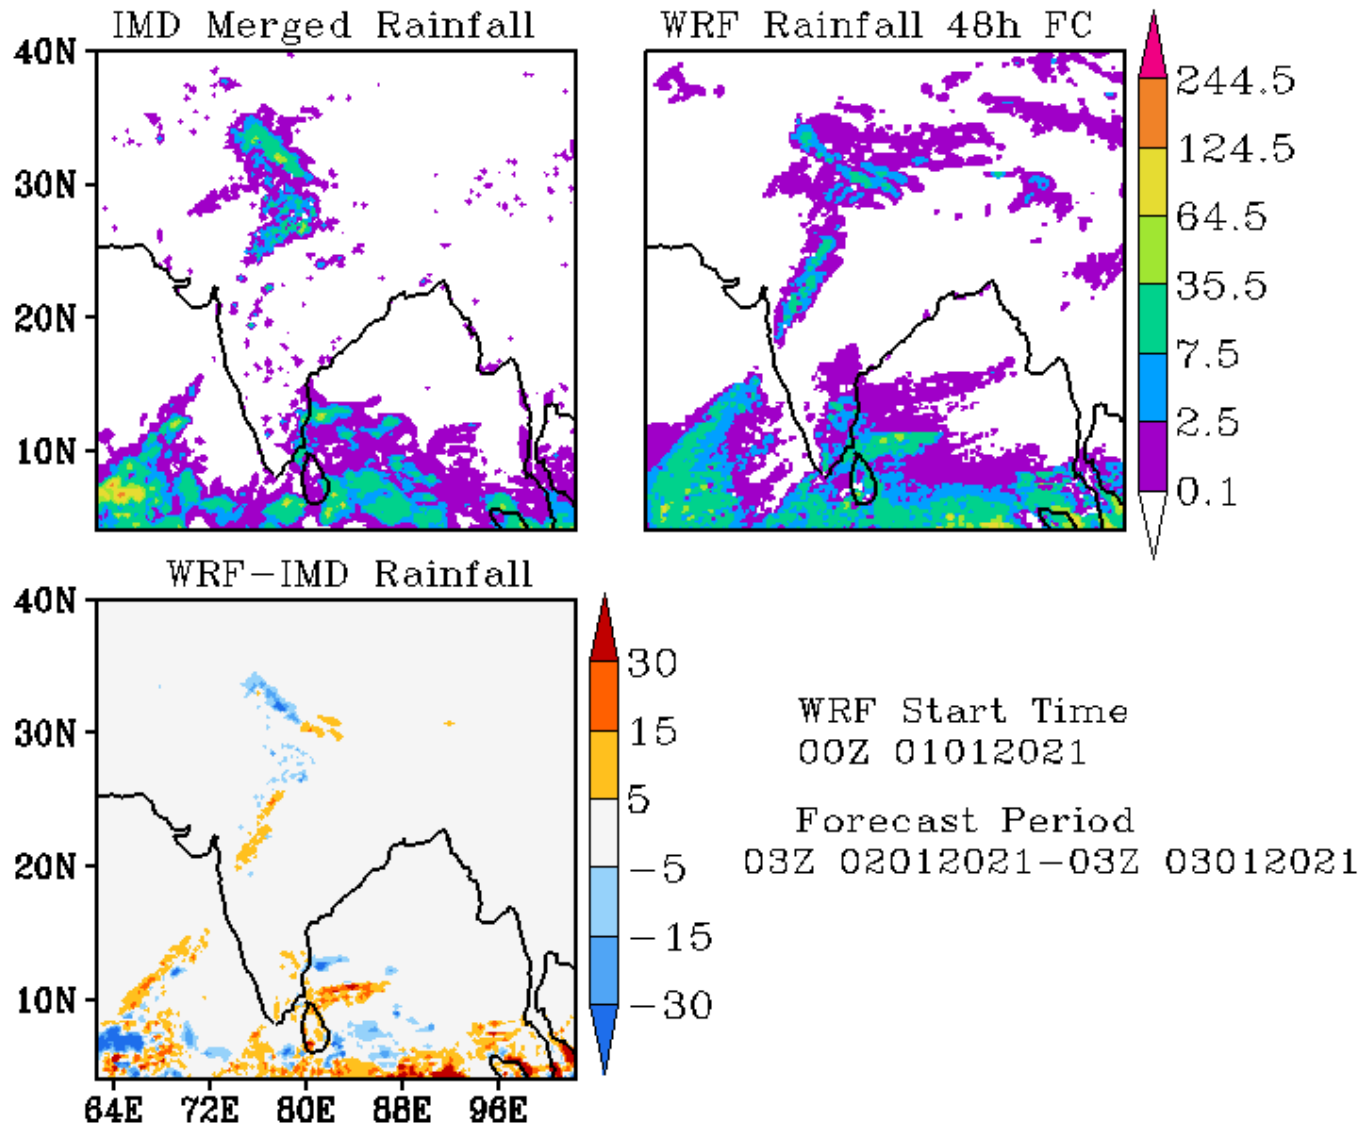 IMD Merged Rainfall
WRF Rainfall 48h FC
40N
30N
20N
10N
244.5
124.5
64.5
35.5
7.5
2.5
0.1
WRF-IMD Rainfall
40N
30N
20N
10N
64E 72E 80E 88E 96E
30
15
5
-5
-15
-30
WRF Start Time
00Z 01012021
Forecast Period
03Z 02012021-03Z 03012021